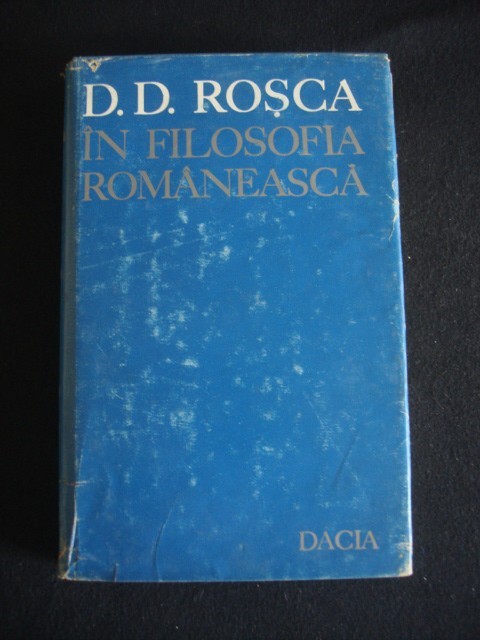 D. D. ROȘCA
ÎN FILOSOFIA
ROMÂNEASCĂ
DACIA